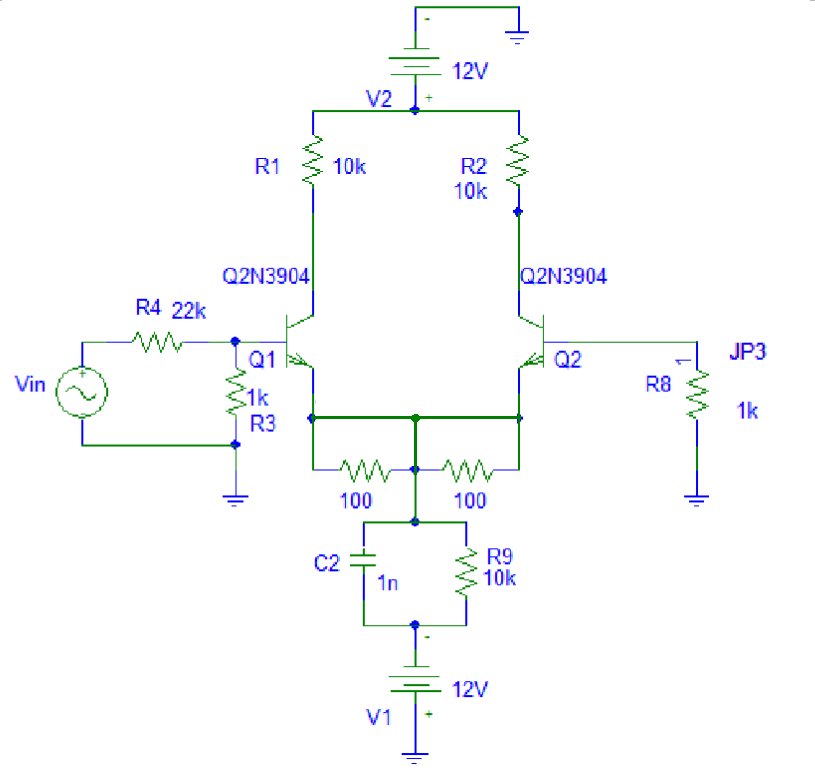 -
12V
V2
+
R1
10k
R2
10k
Q2N3904
Q2N3904
R4
22k
Vin
+
Q1
1k
R3
Q2
1
JP3
R8
1k
100
100
C2
1n
R9
10k
-
12V
V1
+